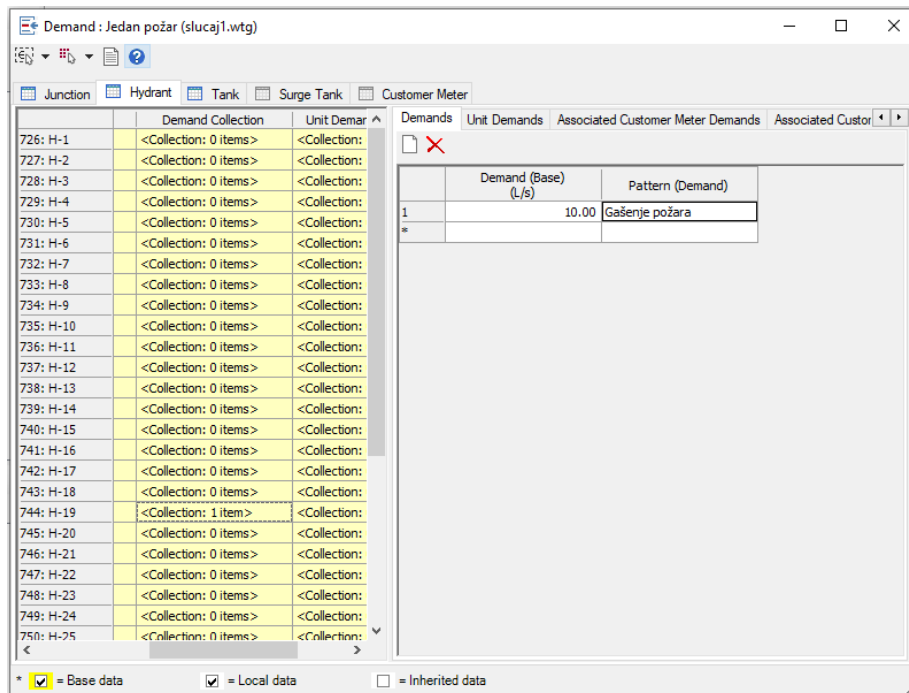 Demand : Jedan požar (slucaj1.wtg)
Junction Hydrant Tank Surge Tank Customer Meter
Demand Collection Unit Demar
726: H-1 <Collection: 0 items> <Collection:
727: H-2 <Collection: 0 items> <Collection:
728: H-3 <Collection: 0 items> <Collection:
729: H-4 <Collection: 0 items> <Collection:
730: H-5 <Collection: 0 items> <Collection:
731: H-6 <Collection: 0 items> <Collection:
732: H-7 <Collection: 0 items> <Collection:
733: H-8 <Collection: 0 items> <Collection:
734: H-9 <Collection: 0 items> <Collection:
735: H-10 <Collection: 0 items> <Collection:
736: H-11 <Collection: 0 items> <Collection:
737: H-12 <Collection: 0 items> <Collection:
738: H-13 <Collection: 0 items> <Collection:
739: H-14 <Collection: 0 items> <Collection:
740: H-15 <Collection: 0 items> <Collection:
741: H-16 <Collection: 0 items> <Collection:
742: H-17 <Collection: 0 items> <Collection:
743: H-18 <Collection: 0 items> <Collection:
744: H-19 <Collection: 1 item> <Collection:
745: H-20 <Collection: 0 items> <Collection:
746: H-21 <Collection: 0 items> <Collection:
747: H-22 <Collection: 0 items> <Collection:
748: H-23 <Collection: 0 items> <Collection:
749: H-24 <Collection: 0 items> <Collection:
750: H-25 <Collection: 0 items> <Collection:
Demands Unit Demands Associated Customer Meter Demands Associated Custor
Demand (Base)
(L/s)
Pattern (Demand)
1 10.00 Gašenje požara
*
* = Base data = Local data = Inherited data